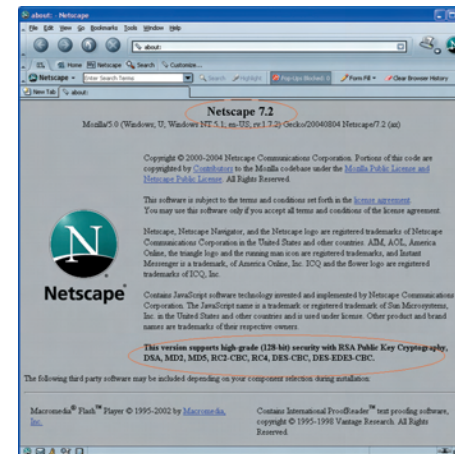 about: - Netscape
File Edit View Go Bookmarks Tools Window Help
about:
Home Netscape Search Customize...
Netscape Enter Search Terms Search Highlight Pop-Ups Blocked: 0 Form Fill Clear Browser History
New Tab about:
Netscape 7.2
Mozilla/5.0 (Windows; U; Windows NT 5.1; en-US; rv:1.7.2) Gecko/20040804 Netscape/7.2 (ax)
Copyright © 2000-2004 Netscape Communications Corporation. Portions of this code are
copyrighted by Contributors to the Mozilla codebase under the Mozilla Public License and
Netscape Public License. All Rights Reserved.
This software is subject to the terms and conditions set forth in the license agreement.
You may use this software only if you accept all terms and conditions of the license agreement.
Netscape, Netscape Navigator, and the Netscape logo are registered trademarks of Netscape
Communications Corporation in the United States and other countries. AIM, AOL, America
Online, the triangle logo and the running man icon are registered trademarks, and Instant
Messenger is a trademark, of America Online, Inc. ICQ and the flower logo are registered
trademarks of ICQ, Inc.
N
Netscape®
Contains JavaScript software technology invented and implemented by Netscape Communications
Corporation. The JavaScript name is a trademark or registered trademark of Sun Microsystems,
Inc. in the United States and other countries and is used under license. Other product and brand
names are trademarks of their respective owners.
This version supports high-grade (128-bit) security with RSA Public Key Cryptography,
DSA, MD2, MD5, RC2-CBC, RC4, DES-CBC, DES-EDE3-CBC.
The following third party software may be included depending on your component selection during installation:
Macromedia® Flash™ Player © 1995-2002 by Macromedia,
Inc.
Contains International ProofReader™ text proofing software,
copyright © 1995-1998 Vantage Research. All Rights
Reserved.